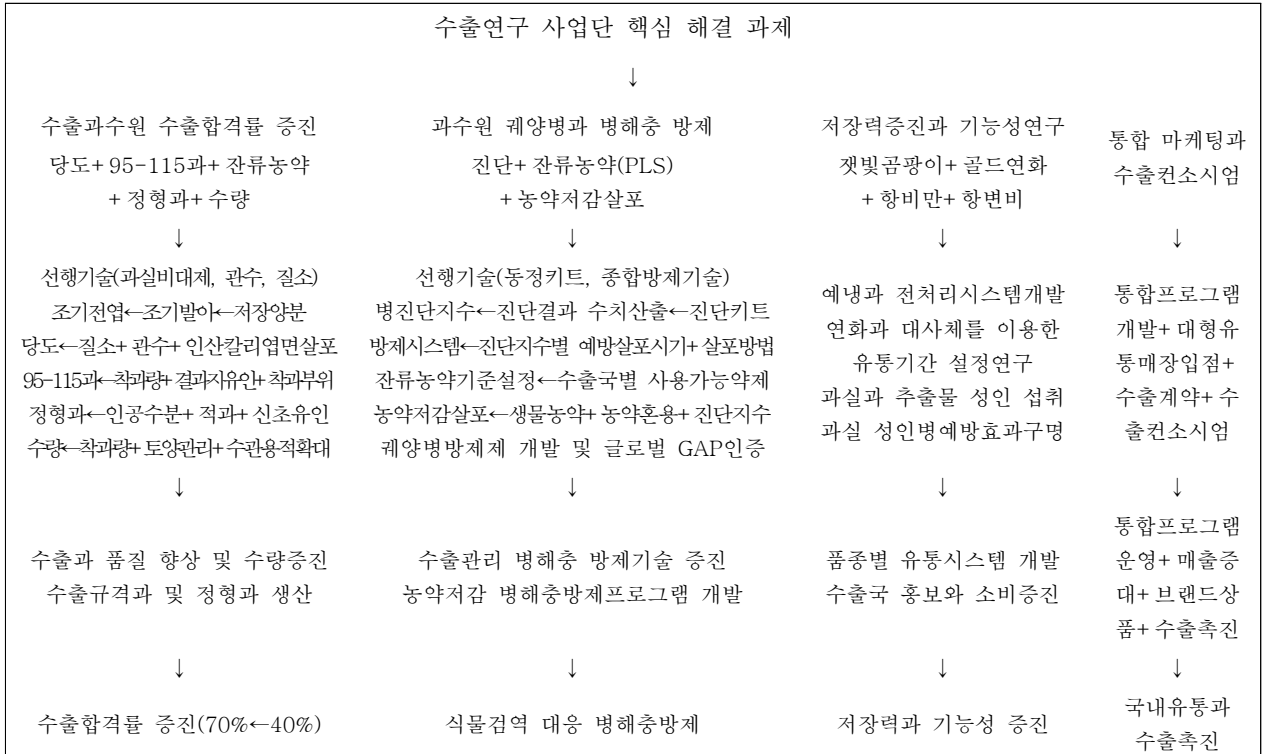 수출연구 사업단 핵심 해결 과제
↓
수출과수원 수출합격률 증진
당도+95-115과+잔류농약
+정형과+수량
↓
선행기술(과실비대제, 관수, 질소)
조기전엽←조기발아←저장양분
당도←질소+관수+인산칼리엽면살포
95-115과←착과량+결과지유인+착과부위
정형과←인공수분+적과+신초유인
수량←착과량+토양관리+수관용적확대
↓
수출과 품질 향상 및 수량증진
수출규격과 및 정형과 생산
↓
수출합격률 증진(70%←40%)
과수원 궤양병과 병해충 방제
진단+잔류농약(PLS)
+농약저감살포
↓
선행기술(동정키트, 종합방제기술)
병진단지수←진단결과 수치산출←진단키트
방제시스템←진단지수별 예방살포시기+살포방법
잔류농약기준설정←수출국별 사용가능약제
농약저감살포←생물농약+농약혼용+진단지수
궤양병방제제 개발 및 글로벌 GAP인증
↓
수출관리 병해충 방제기술 증진
농약저감 병해충방제프로그램 개발
↓
식물검역 대응 병해충방제
저장력증진과 기능성연구
잿빛곰팡이+골드연화
+항비만+항변비
↓
예냉과 전처리시스템개발
연화과 대사체를 이용한
유통기간 설정연구
과실과 추출물 성인 섭취
과실 성인병예방효과구명
↓
품종별 유통시스템 개발
수출국 홍보와 소비증진
↓
저장력과 기능성 증진
통합 마케팅과
수출컨소시엄
↓
통합프로그램
개발+대형유
통매장입점+
수출계약+수
출컨소시엄
↓
통합프로그램
운영+매출증
대+브랜드상
품+수출촉진
↓
국내유통과
수출촉진